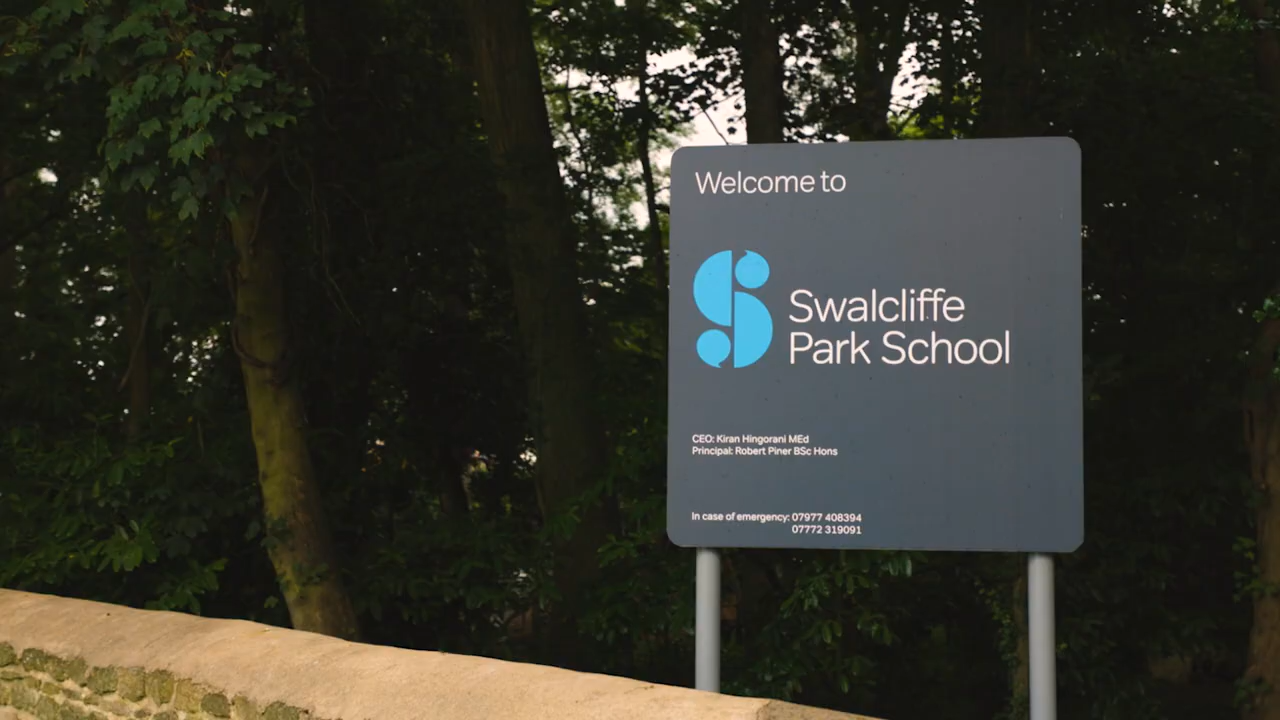 Welcome to
Swalcliffe
Park School
CEO: Kiran Hingorani MEd
Principal: Robert Piner BSc Hons
In case of emergency: 07977 408394
07772 319091